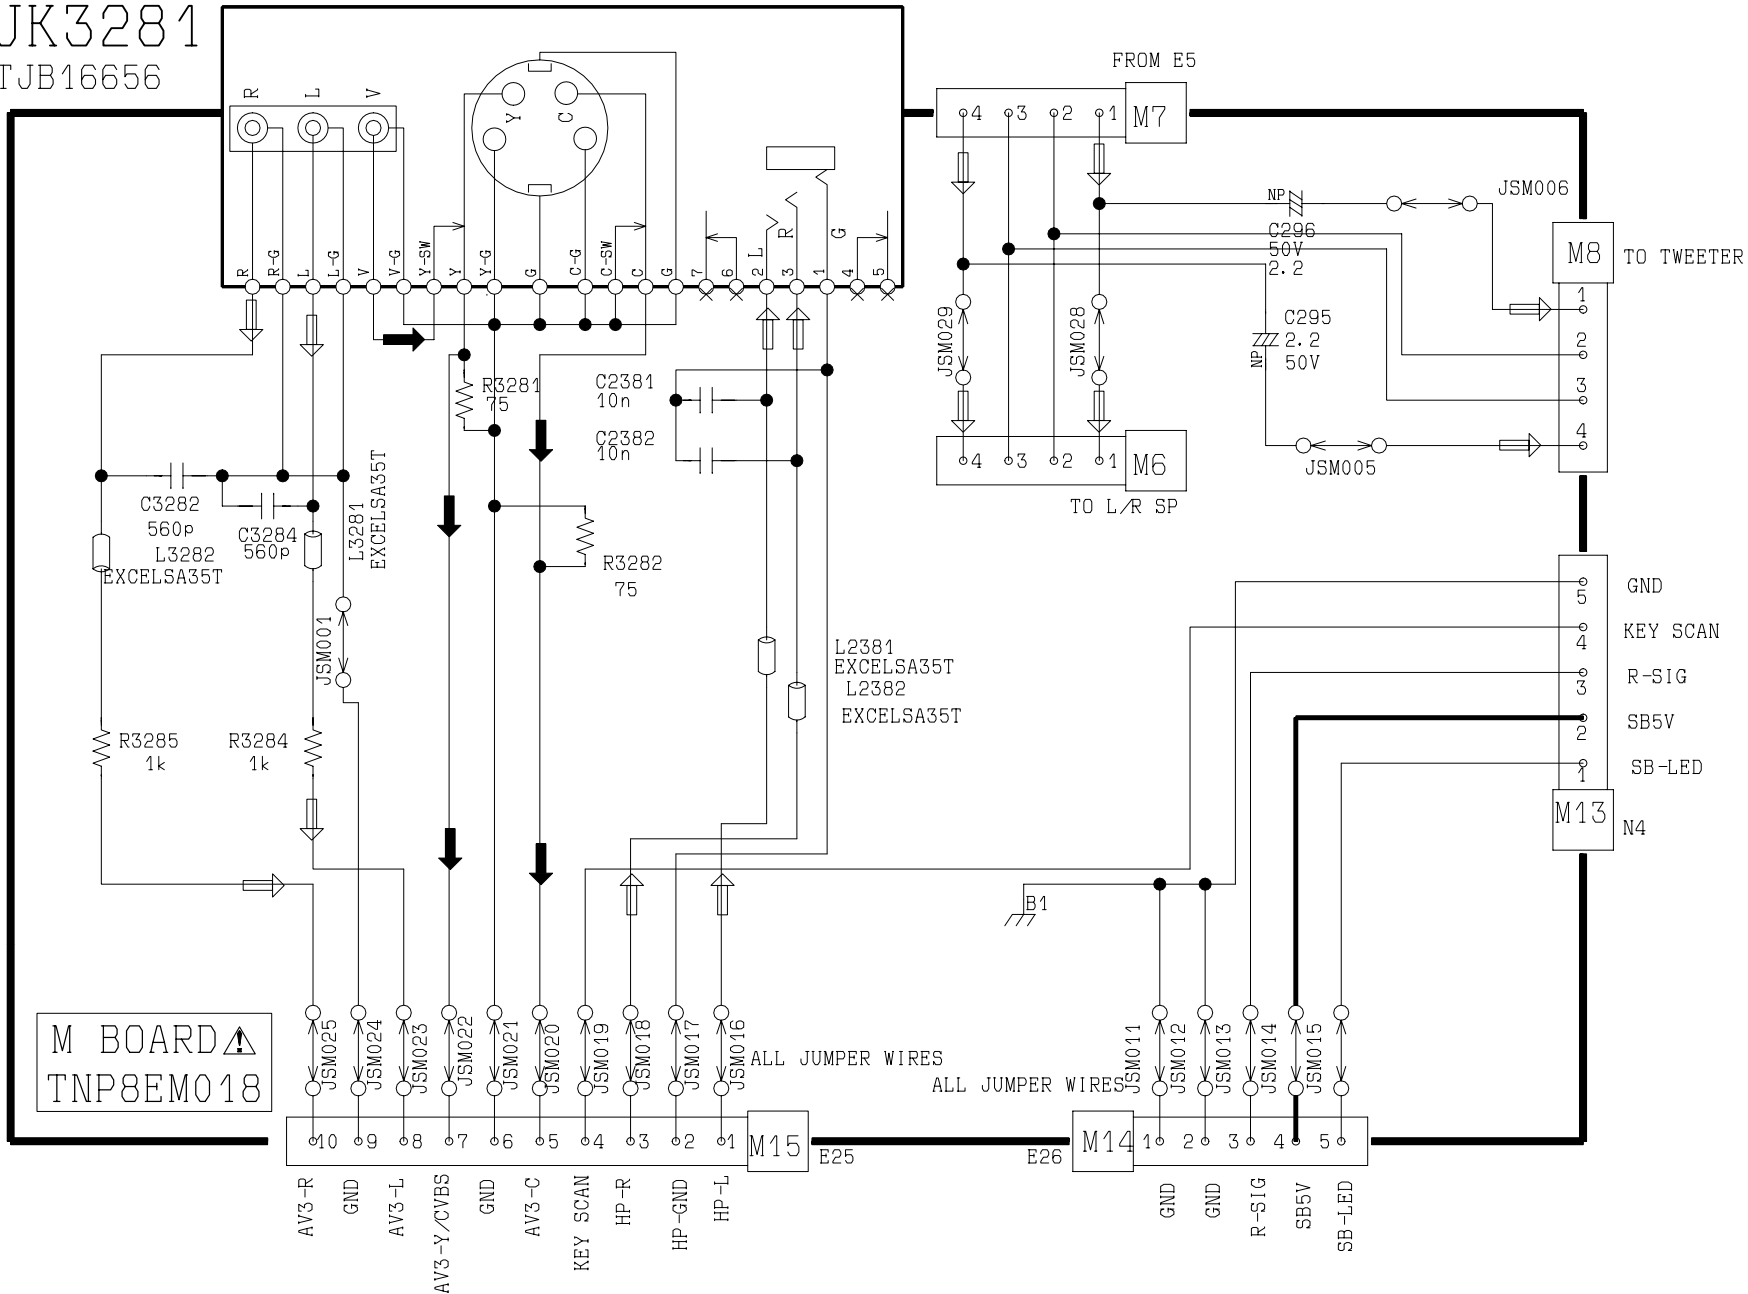 JK3281
TJB16656
R
L
V
Y
C
R
R-G
L
L-G
V
V-G
Y-SW
Y
Y-G
G
C-G
C-SW
C
G
7
6
2
3
1
4
5
L
R
G
FROM E5
4
3
2
1
M7
NP
C296
50V
2.2
JSM006
M8
TO TWEETER
1
2
3
4
JSM029
JSM028
C295
2.2
50V
NP
JSM005
4
3
2
1
M6
TO L/R SP
R3281
75
C2381
10n
C2382
10n
C3282
560p
C3284
560p
L3281
EXCELSA35T
L3282
EXCELSA35T
R3282
75
JSM001
L2381
EXCELSA35T
L2382
EXCELSA35T
R3285
1k
R3284
1k
5
GND
4
KEY SCAN
3
R-SIG
2
SB5V
1
SB-LED
M13
N4
B1
M BOARD
TNP8EM018
JSM025
JSM024
JSM023
JSM022
JSM021
JSM020
JSM019
JSM018
JSM017
JSM016
ALL JUMPER WIRES
ALL JUMPER WIRES
JSM011
JSM012
JSM013
JSM014
JSM015
10
9
8
7
6
5
4
3
2
1
M15
E25
E26
M14
1
2
3
4
5
AV3-R
GND
AV3-L
AV3-Y/CVBS
GND
AV3-C
KEY SCAN
HP-R
HP-GND
HP-L
GND
GND
R-SIG
SB5V
SB-LED